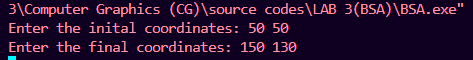 3\Computer Graphics (CG)\source codes\LAB 3(BSA)\BSA.exe"
Enter the inital coordinates: 50 50
Enter the final coordinates: 150 130